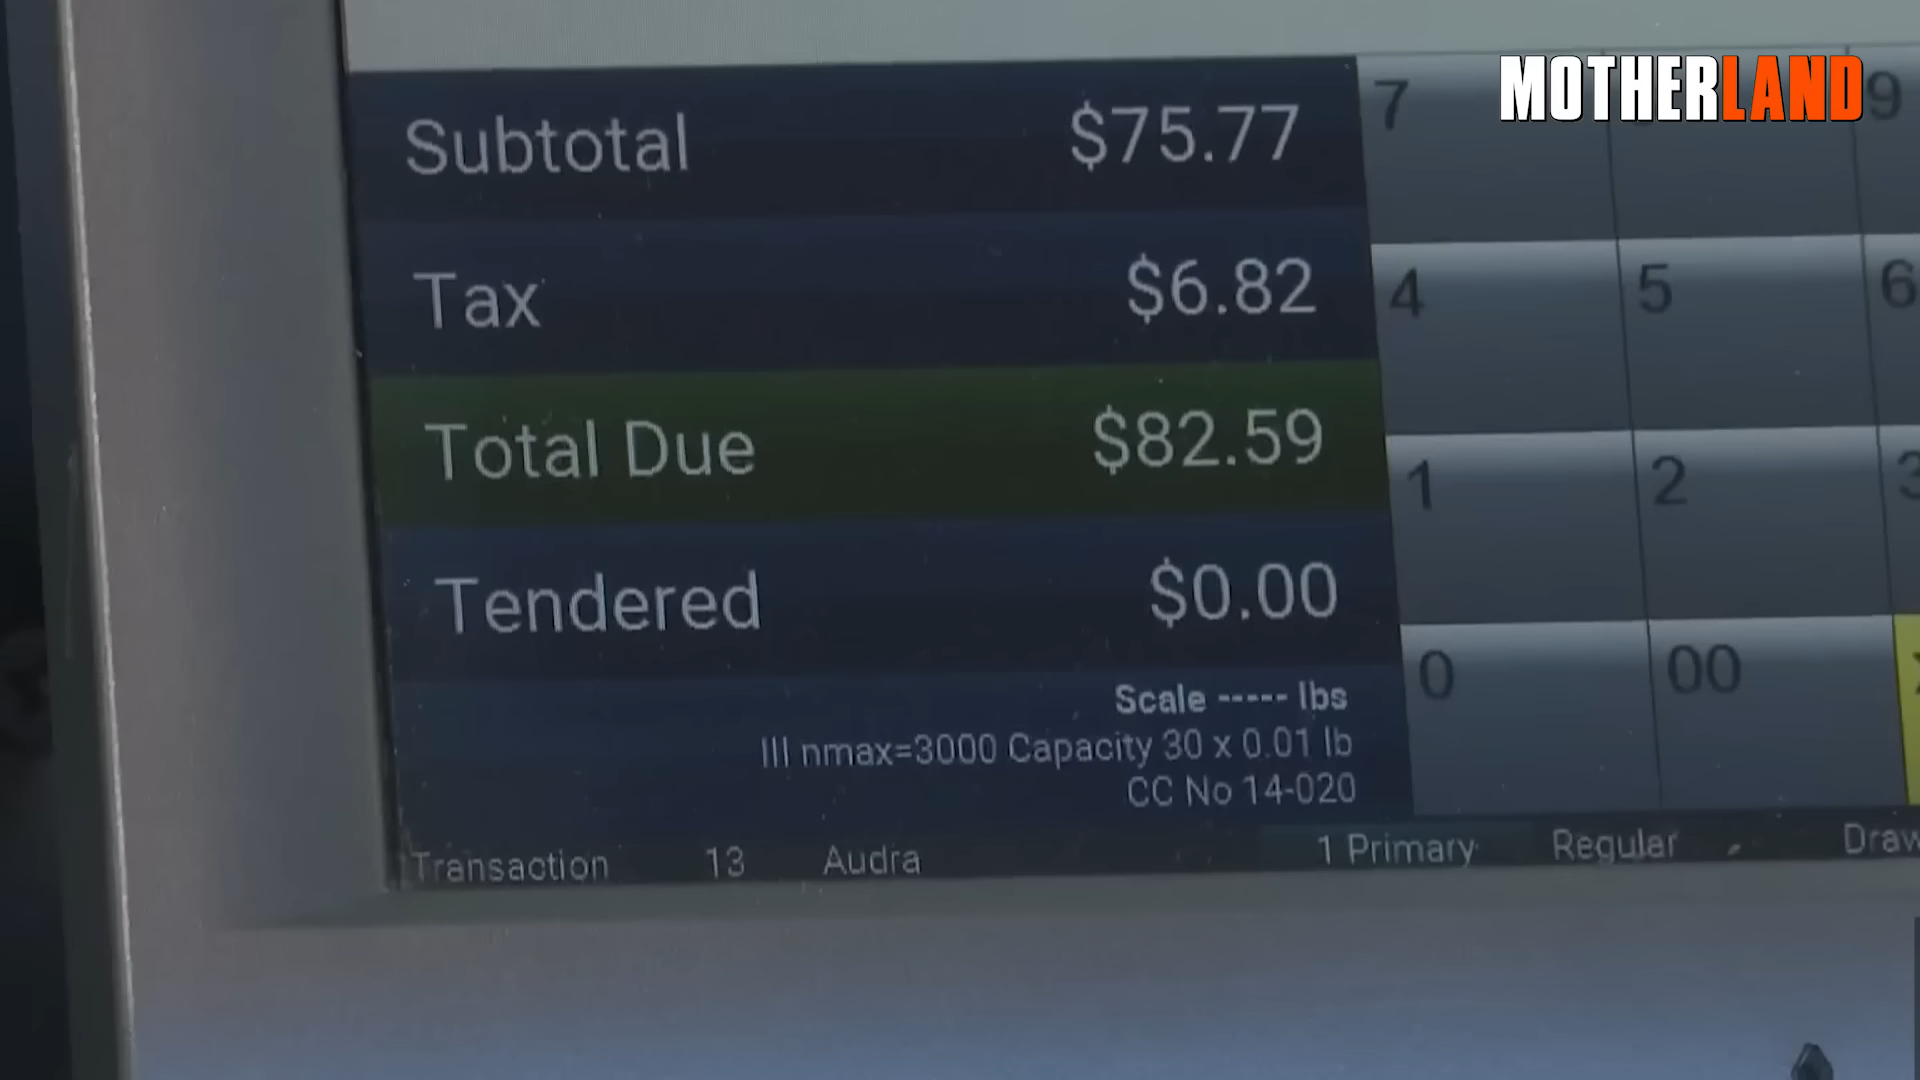 MOTHERLAND
Subtotal $75.77
Tax $6.82
Total Due $82.59
Tendered $0.00
Scale ----- lbs
III nmax=3000 Capacity 30 x 0.01 lb
CC No 14-020
Transaction 13 Audra 1 Primary Regular Draw
7 9
4 5 6
1 2 3
0 00